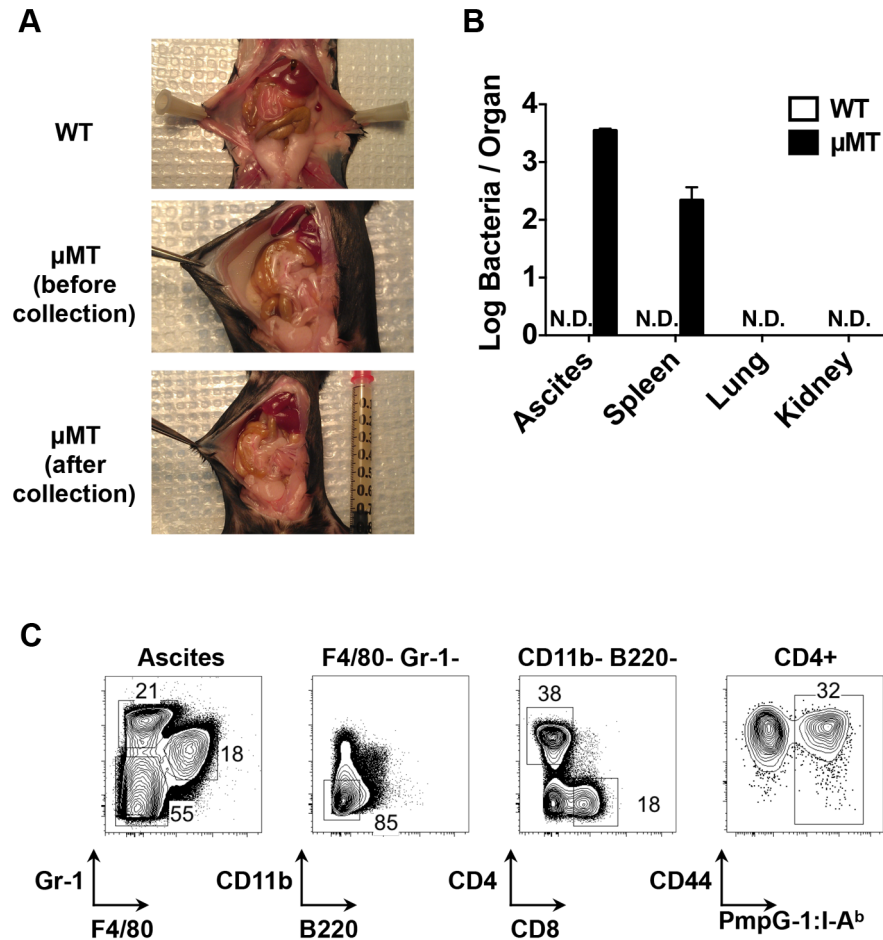 A
WT
µMT
(before
collection)
µMT
(after
collection)
B
Log Bacteria / Organ
4
3
2
1
0
WT
µMT
N.D.
N.D.
N.D.
N.D.
Ascites
Spleen
Lung
Kidney
C
Ascites
F4/80- Gr-1-
CD11b- B220-
CD4+
21
18
55
85
38
18
32
Gr-1
F4/80
CD11b
B220
CD4
CD8
CD44
PmpG-1:I-Aᵇ